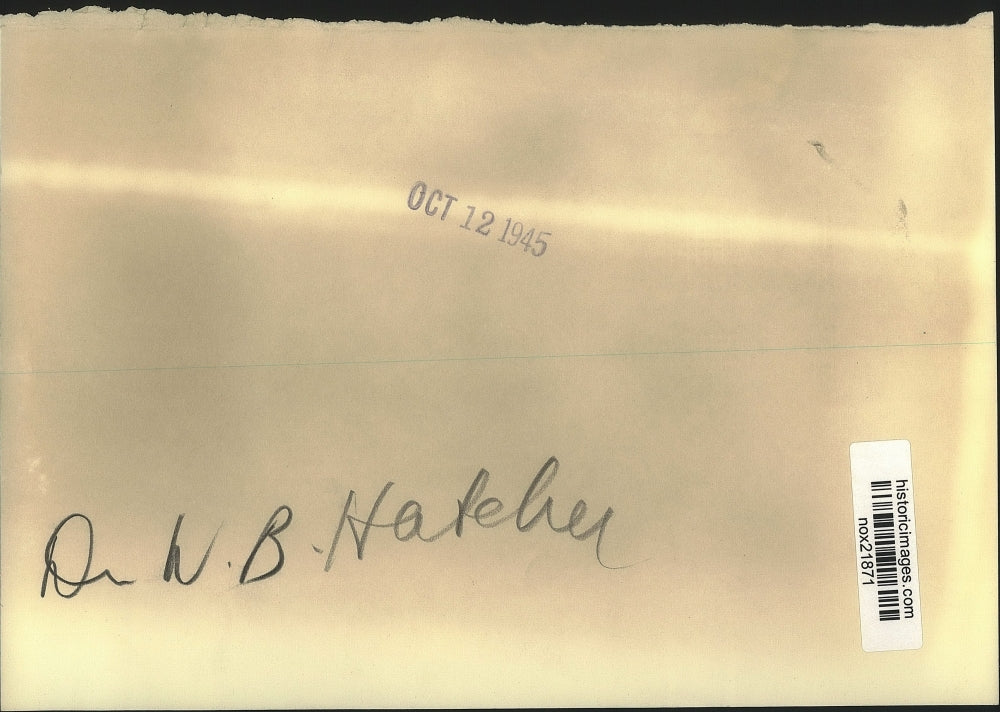 OCT 12 1945
Dr W. B. Hatcher
historicimages.com
nox21871